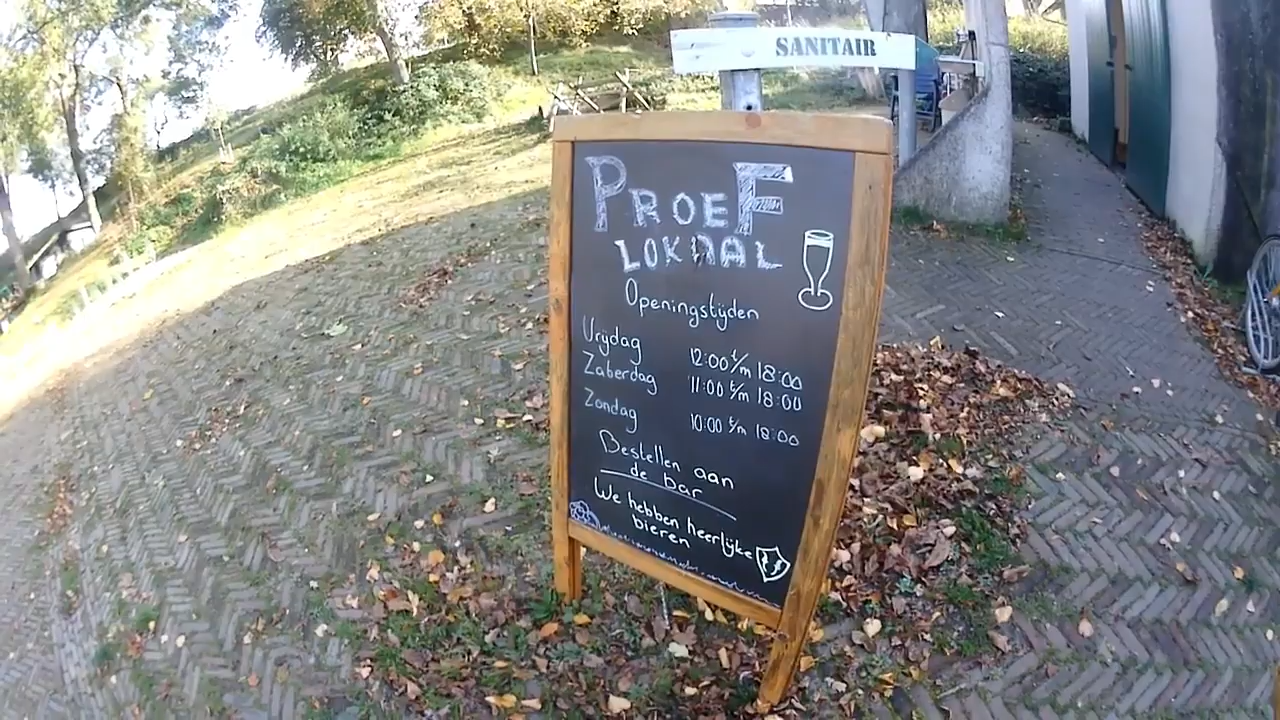 SANITAIR
PROEF
LOKAAL
Openingstijden
Vrijdag 12:00 t/m 18:00
Zaberdag 11:00 t/m 18:00
Zondag 10:00 t/m 18:00
Bestellen aan
de bar
We hebben heerlijke
bieren